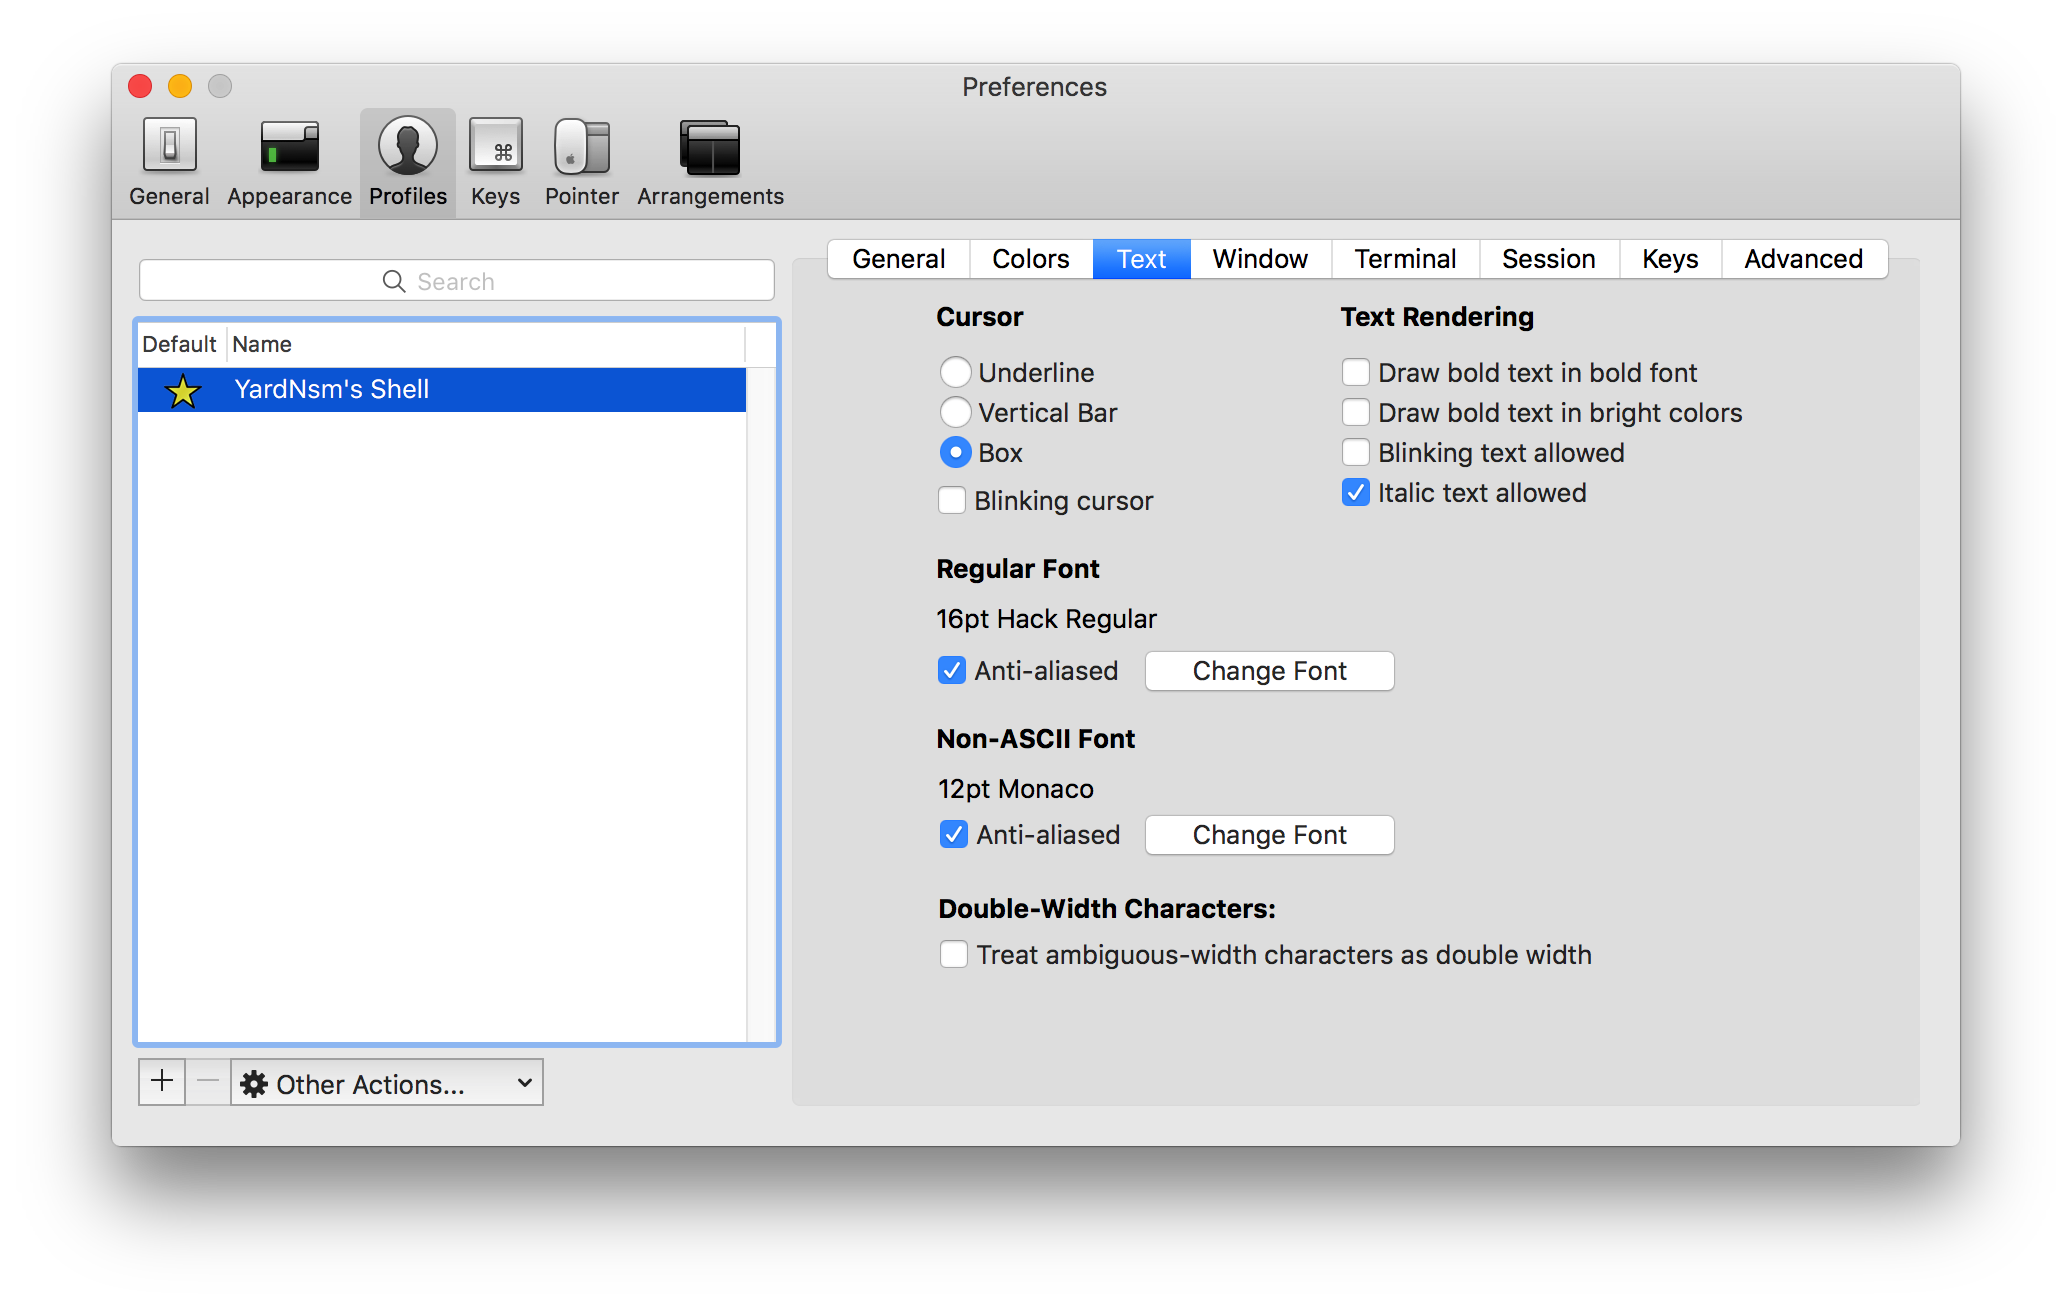 Preferences
General Appearance Profiles Keys Pointer Arrangements
Search
Default Name
YardNsm's Shell
Other Actions...
General Colors Text Window Terminal Session Keys Advanced
Cursor
Underline
Vertical Bar
Box
Blinking cursor
Text Rendering
Draw bold text in bold font
Draw bold text in bright colors
Blinking text allowed
Italic text allowed
Regular Font
16pt Hack Regular
Anti-aliased Change Font
Non-ASCII Font
12pt Monaco
Anti-aliased Change Font
Double-Width Characters:
Treat ambiguous-width characters as double width